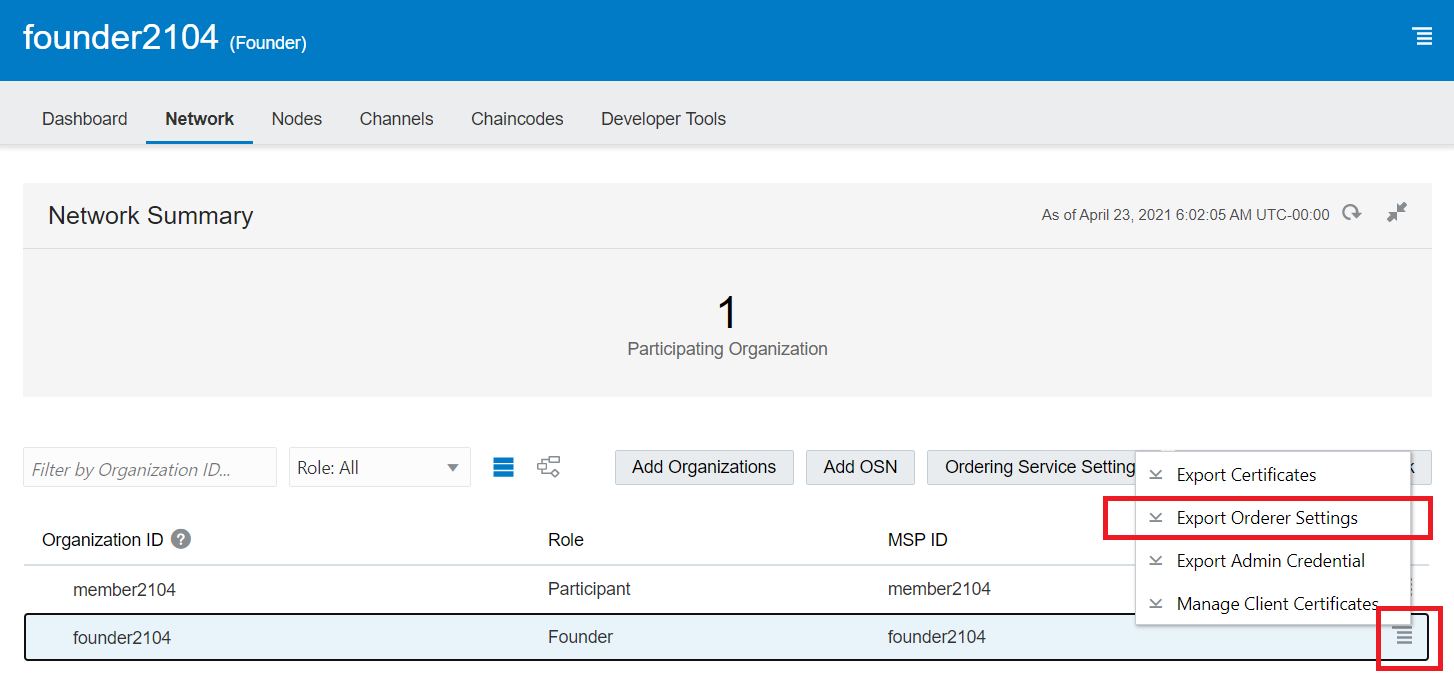 founder2104 (Founder)
Dashboard Network Nodes Channels Chaincodes Developer Tools
Network Summary As of April 23, 2021 6:02:05 AM UTC-00:00
1
Participating Organization
Filter by Organization ID... Role: All Add Organizations Add OSN Ordering Service Setting
Export Certificates
Export Orderer Settings
Export Admin Credential
Manage Client Certificates
Organization ID ? Role MSP ID
member2104 Participant member2104
founder2104 Founder founder2104